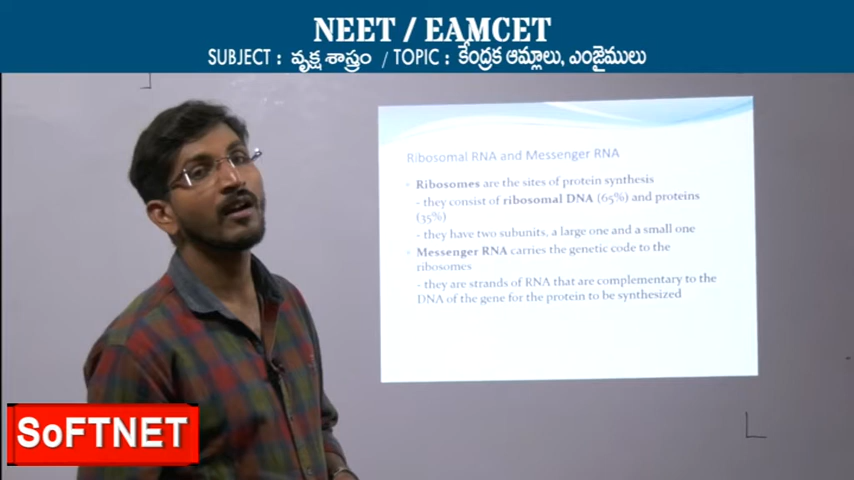 NEET / EAMCET
SUBJECT : వృక్ష శాస్త్రం / TOPIC : కేంద్రక ఆమ్లాలు, ఎంజైములు
Ribosomal RNA and Messenger RNA
Ribosomes are the sites of protein synthesis
- they consist of ribosomal DNA (65%) and proteins
(35%)
- they have two subunits, a large one and a small one
Messenger RNA carries the genetic code to the
ribosomes
- they are strands of RNA that are complementary to the
DNA of the gene for the protein to be synthesized
SoFTNET